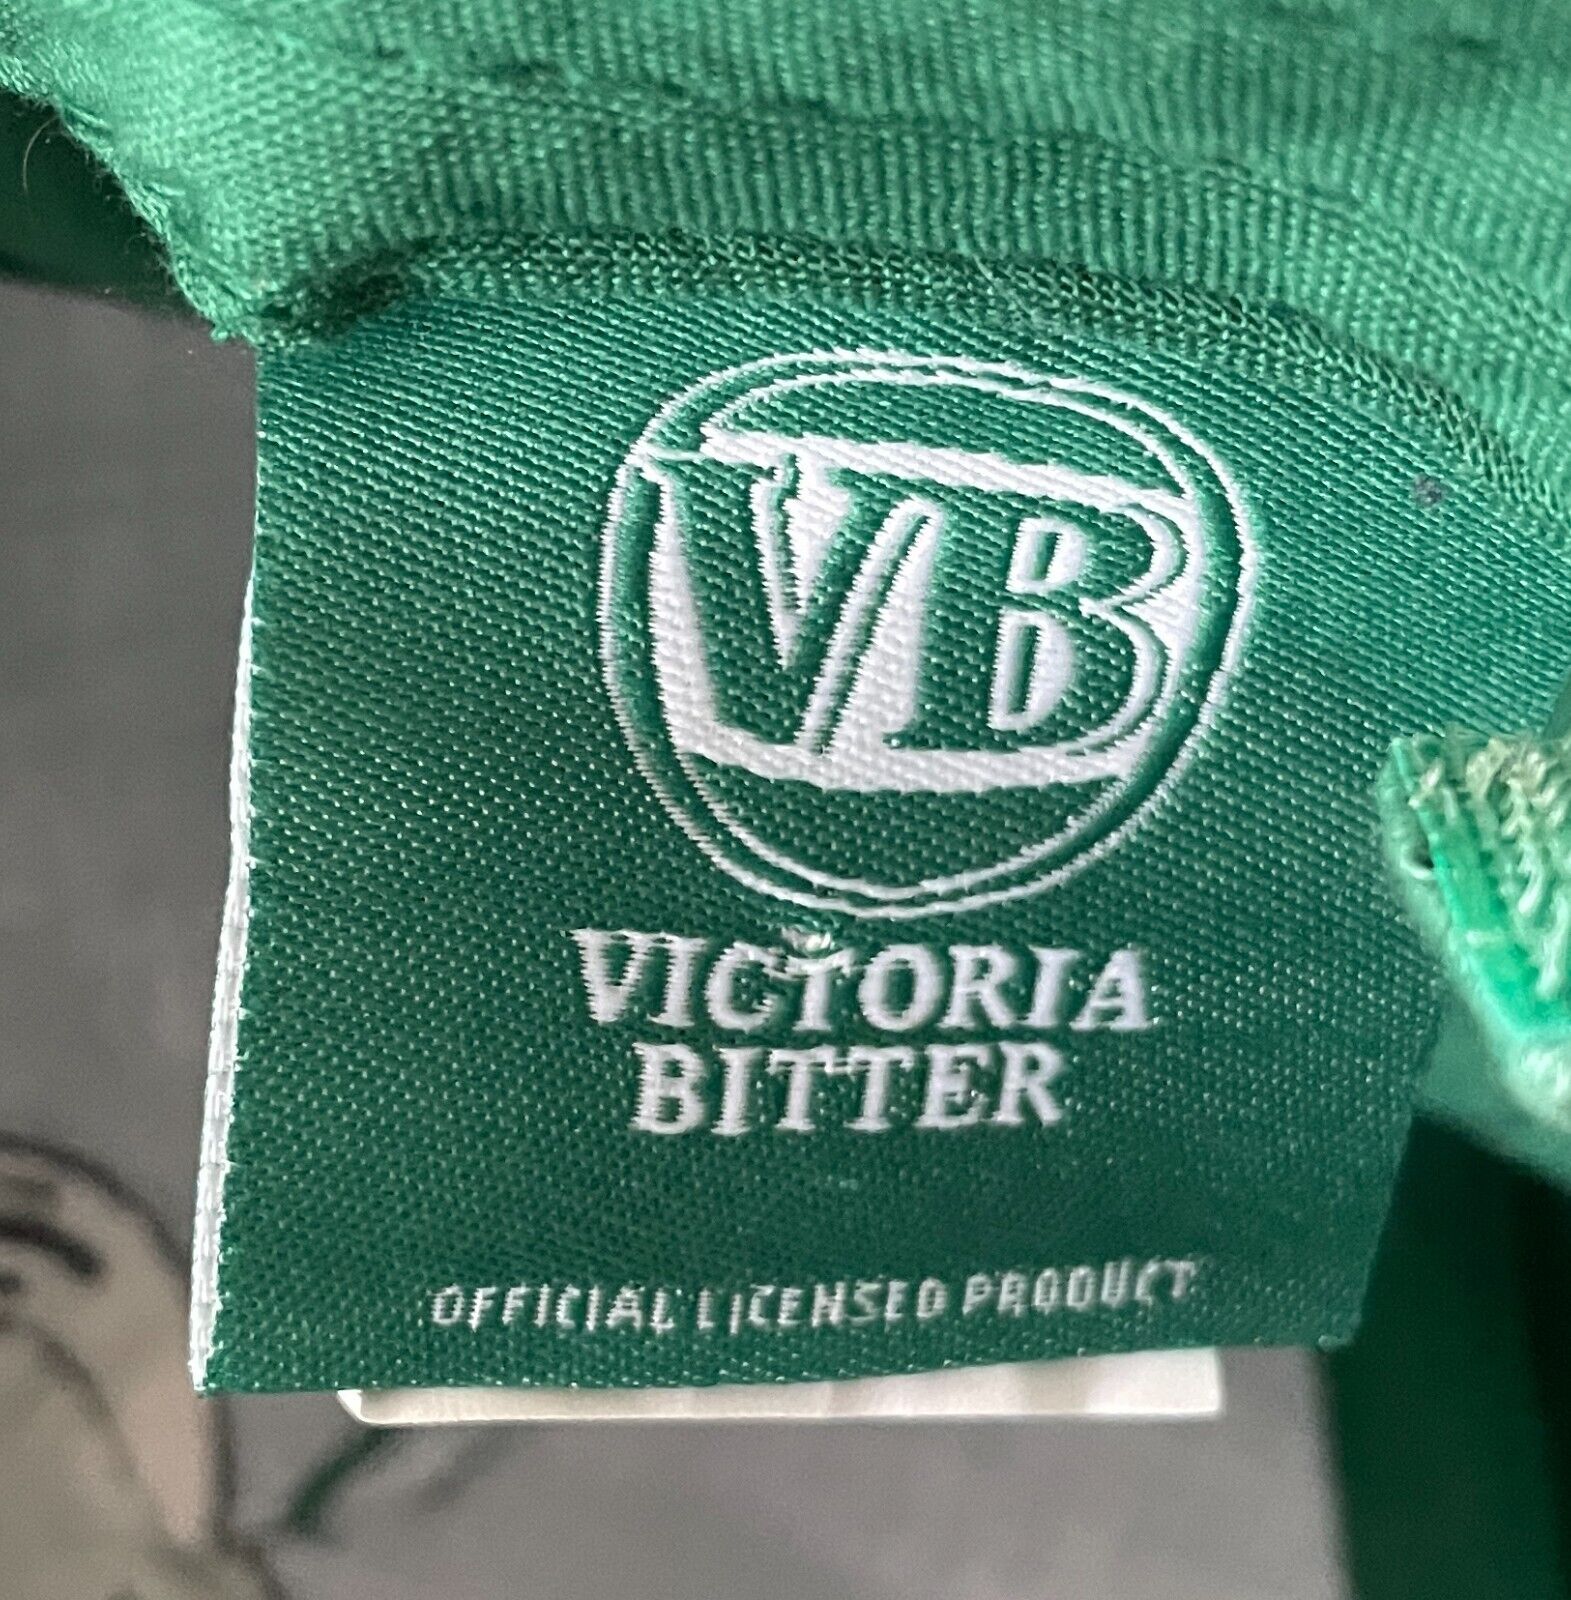 VB
VICTORIA
BITTER
OFFICIAL LICENSED PRODUCT